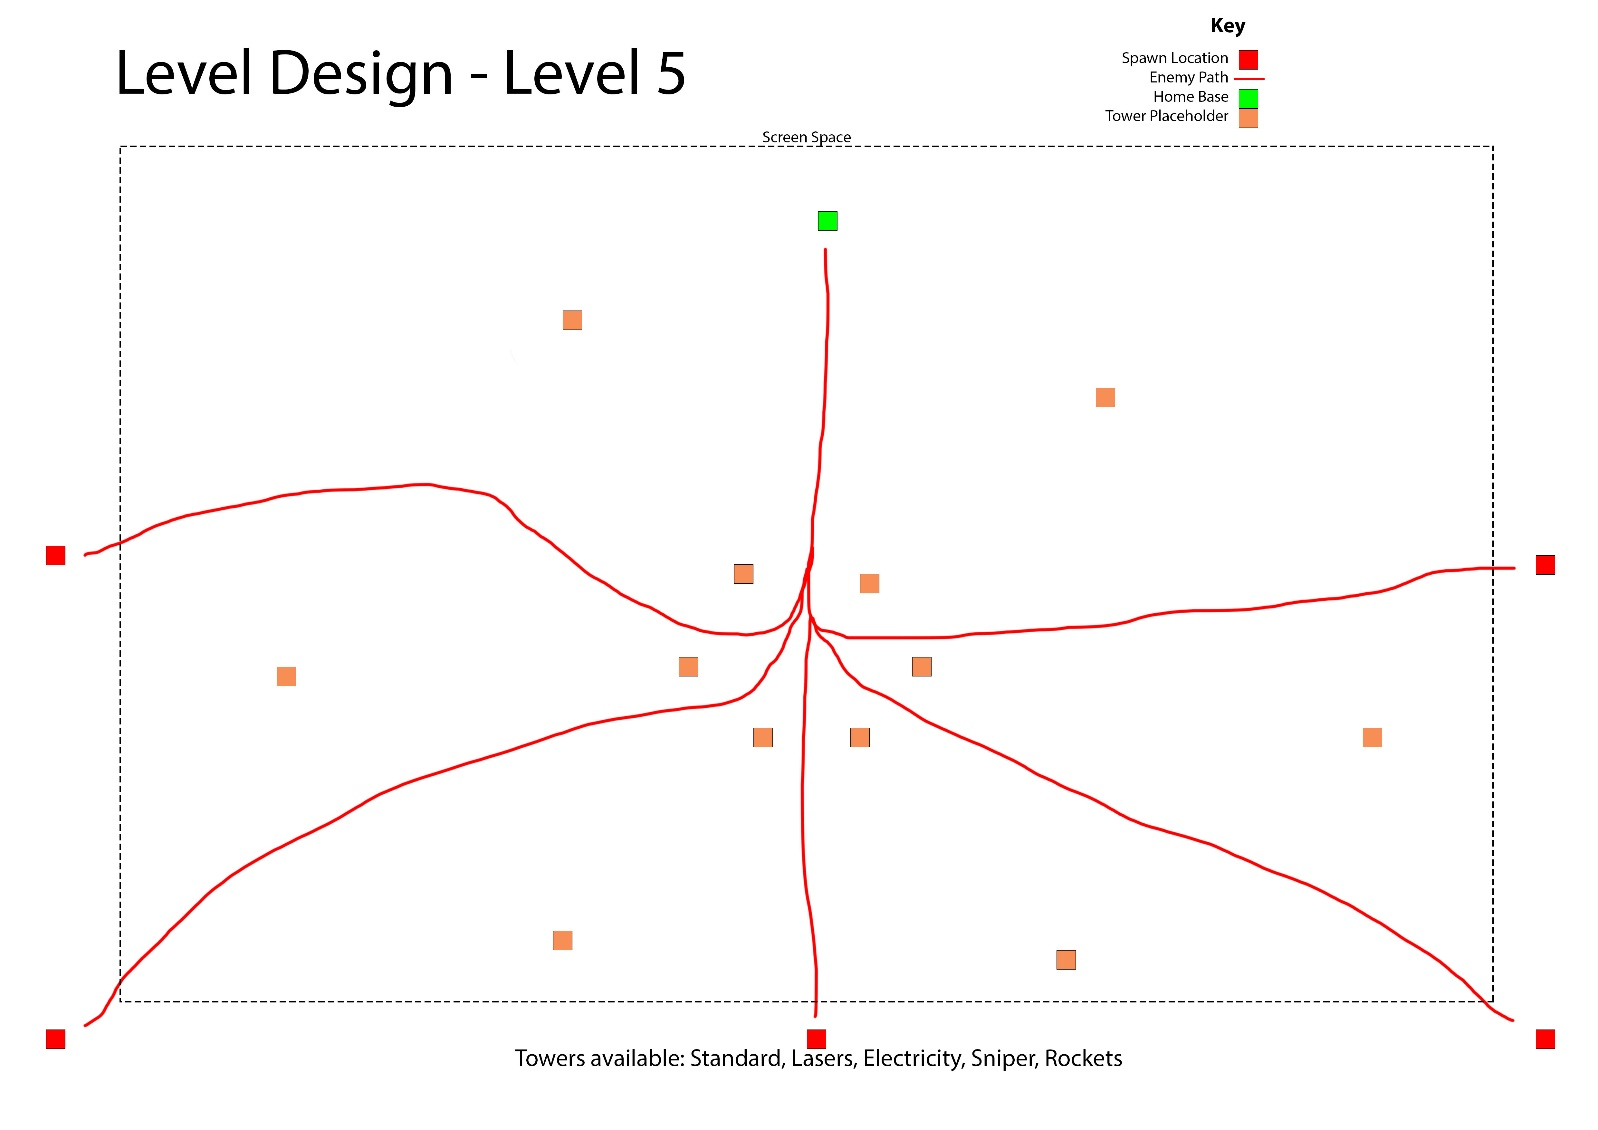 Level Design - Level 5
Key
Spawn Location
Enemy Path
Home Base
Tower Placeholder
Screen Space
Towers available: Standard, Lasers, Electricity, Sniper, Rockets